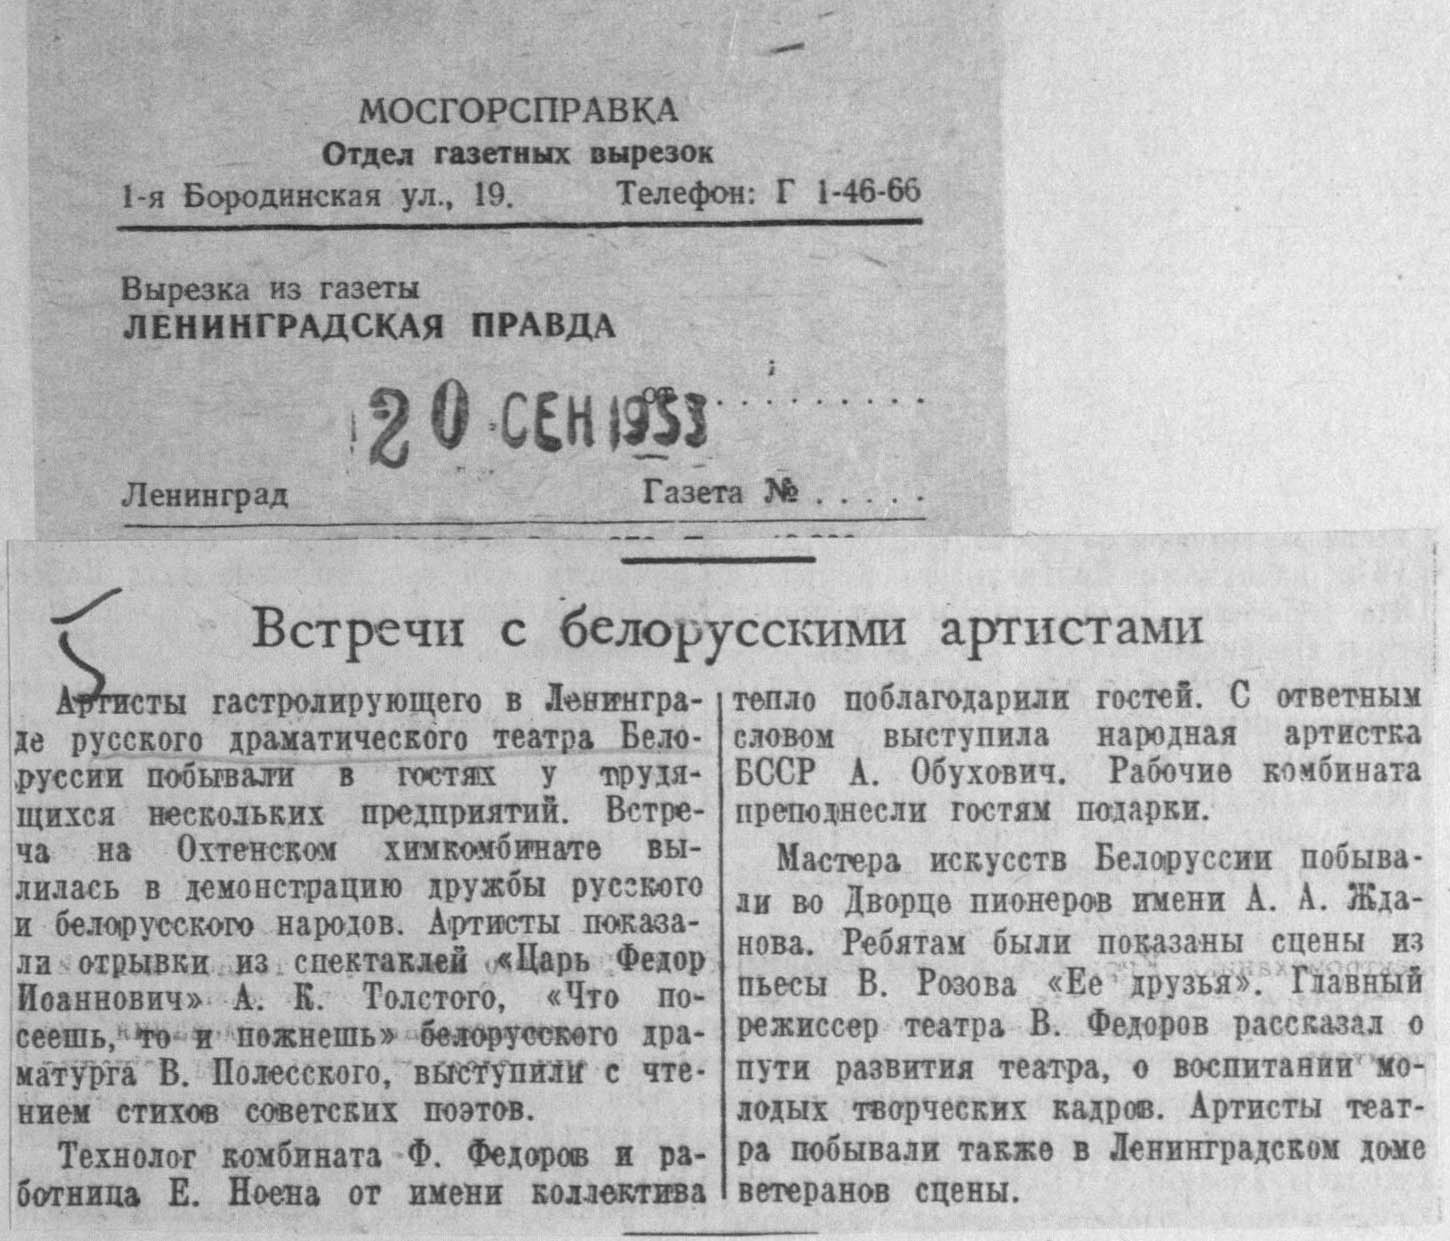 МОСГОРСПРАВКА
Отдел газетных вырезок
1-я Бородинская ул., 19. Телефон: Г 1-46-66
Вырезка из газеты
ЛЕНИНГРАДСКАЯ ПРАВДА
от . . . . . . . . . .
20 СЕН 1953
Ленинград Газета № . . . . .
Встречи с белорусскими артистами
Артисты гастролирующего в Ленингра-
де русского драматического театра Бело-
руссии побывали в гостях у трудя-
щихся нескольких предприятий. Встре-
ча на Охтенском химкомбинате вы-
лилась в демонстрацию дружбы русского
и белорусского народов. Артисты показа-
ли отрывки из спектаклей «Царь Федор
Иоаннович» А. К. Толстого, «Что по-
сеешь, то и пожнешь» белорусского дра-
матурга В. Полесского, выступили с чте-
нием стихов советских поэтов.
Технолог комбината Ф. Федоров и ра-
ботница Е. Ноена от имени коллектива
тепло поблагодарили гостей. С ответным
словом выступила народная артистка
БССР А. Обухович. Рабочие комбината
преподнесли гостям подарки.
Мастера искусств Белоруссии побыва-
ли во Дворце пионеров имени А. А. Жда-
нова. Ребятам были показаны сцены из
пьесы В. Розова «Ее друзья». Главный
режиссер театра В. Федоров рассказал о
пути развития театра, о воспитании мо-
лодых творческих кадров. Артисты теат-
ра побывали также в Ленинградском доме
ветеранов сцены.